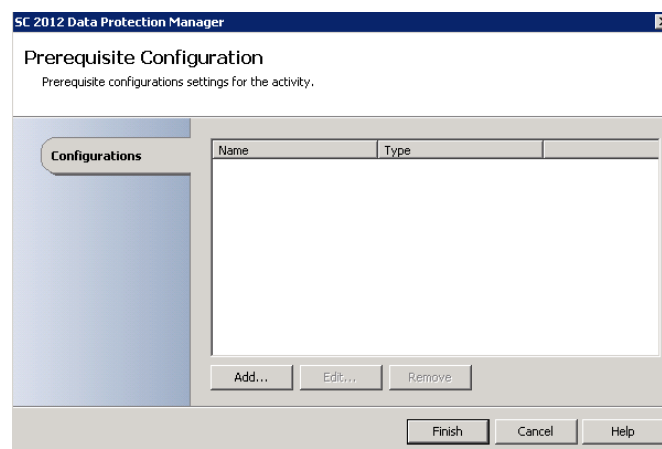 SC 2012 Data Protection Manager
Prerequisite Configuration
Prerequisite configurations settings for the activity.
Configurations
Name Type
Add... Edit... Remove
Finish Cancel Help